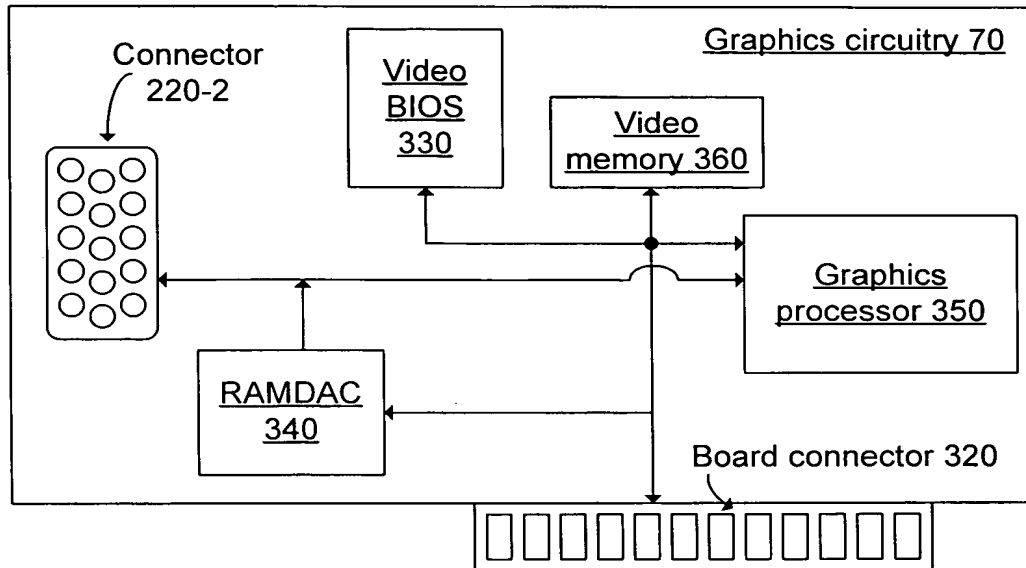 Graphics circuitry 70
Connector
220-2
Video
BIOS
330
Video
memory 360
Graphics
processor 350
RAMDAC
340
Board connector 320